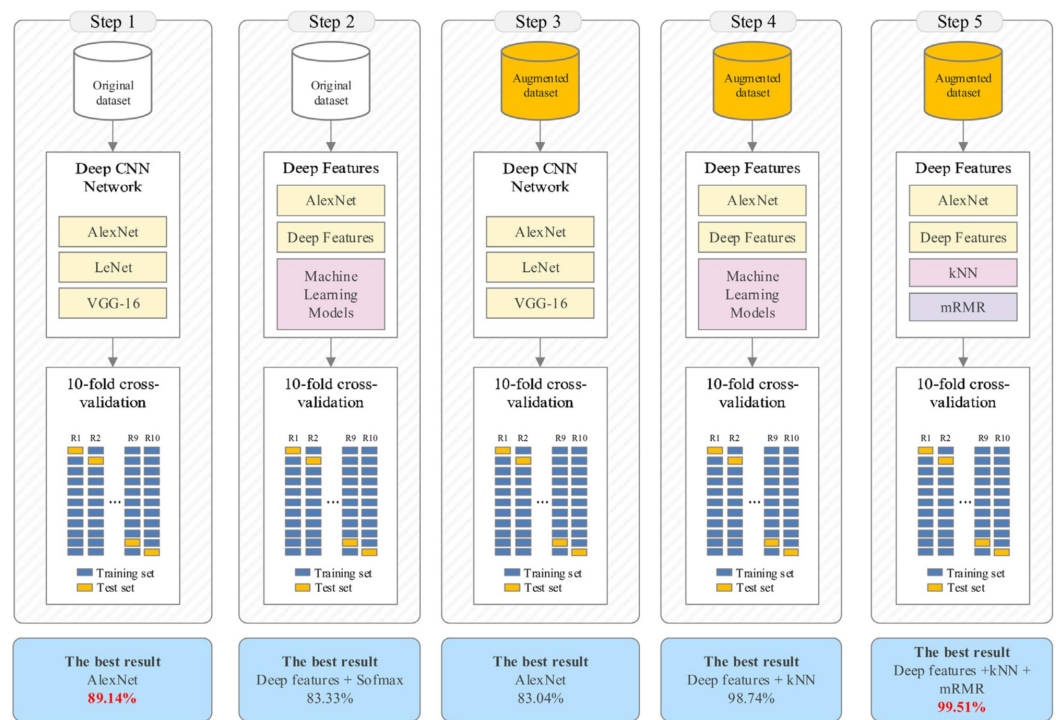 Step 1
Original
dataset
Deep CNN
Network
AlexNet
LeNet
VGG-16
10-fold cross-
validation
R1 R2 R9 R10
...
Training set
Test set
The best result
AlexNet
89.14%
Step 2
Original
dataset
Deep Features
AlexNet
Deep Features
Machine
Learning
Models
10-fold cross-
validation
R1 R2 R9 R10
...
Training set
Test set
The best result
Deep features + Sofmax
83.33%
Step 3
Augmented
dataset
Deep CNN
Network
AlexNet
LeNet
VGG-16
10-fold cross-
validation
R1 R2 R9 R10
...
Training set
Test set
The best result
AlexNet
83.04%
Step 4
Augmented
dataset
Deep Features
AlexNet
Deep Features
Machine
Learning
Models
10-fold cross-
validation
R1 R2 R9 R10
...
Training set
Test set
The best result
Deep features + kNN
98.74%
Step 5
Augmented
dataset
Deep Features
AlexNet
Deep Features
kNN
mRMR
10-fold cross-
validation
R1 R2 R9 R10
...
Training set
Test set
The best result
Deep features +kNN +
mRMR
99.51%